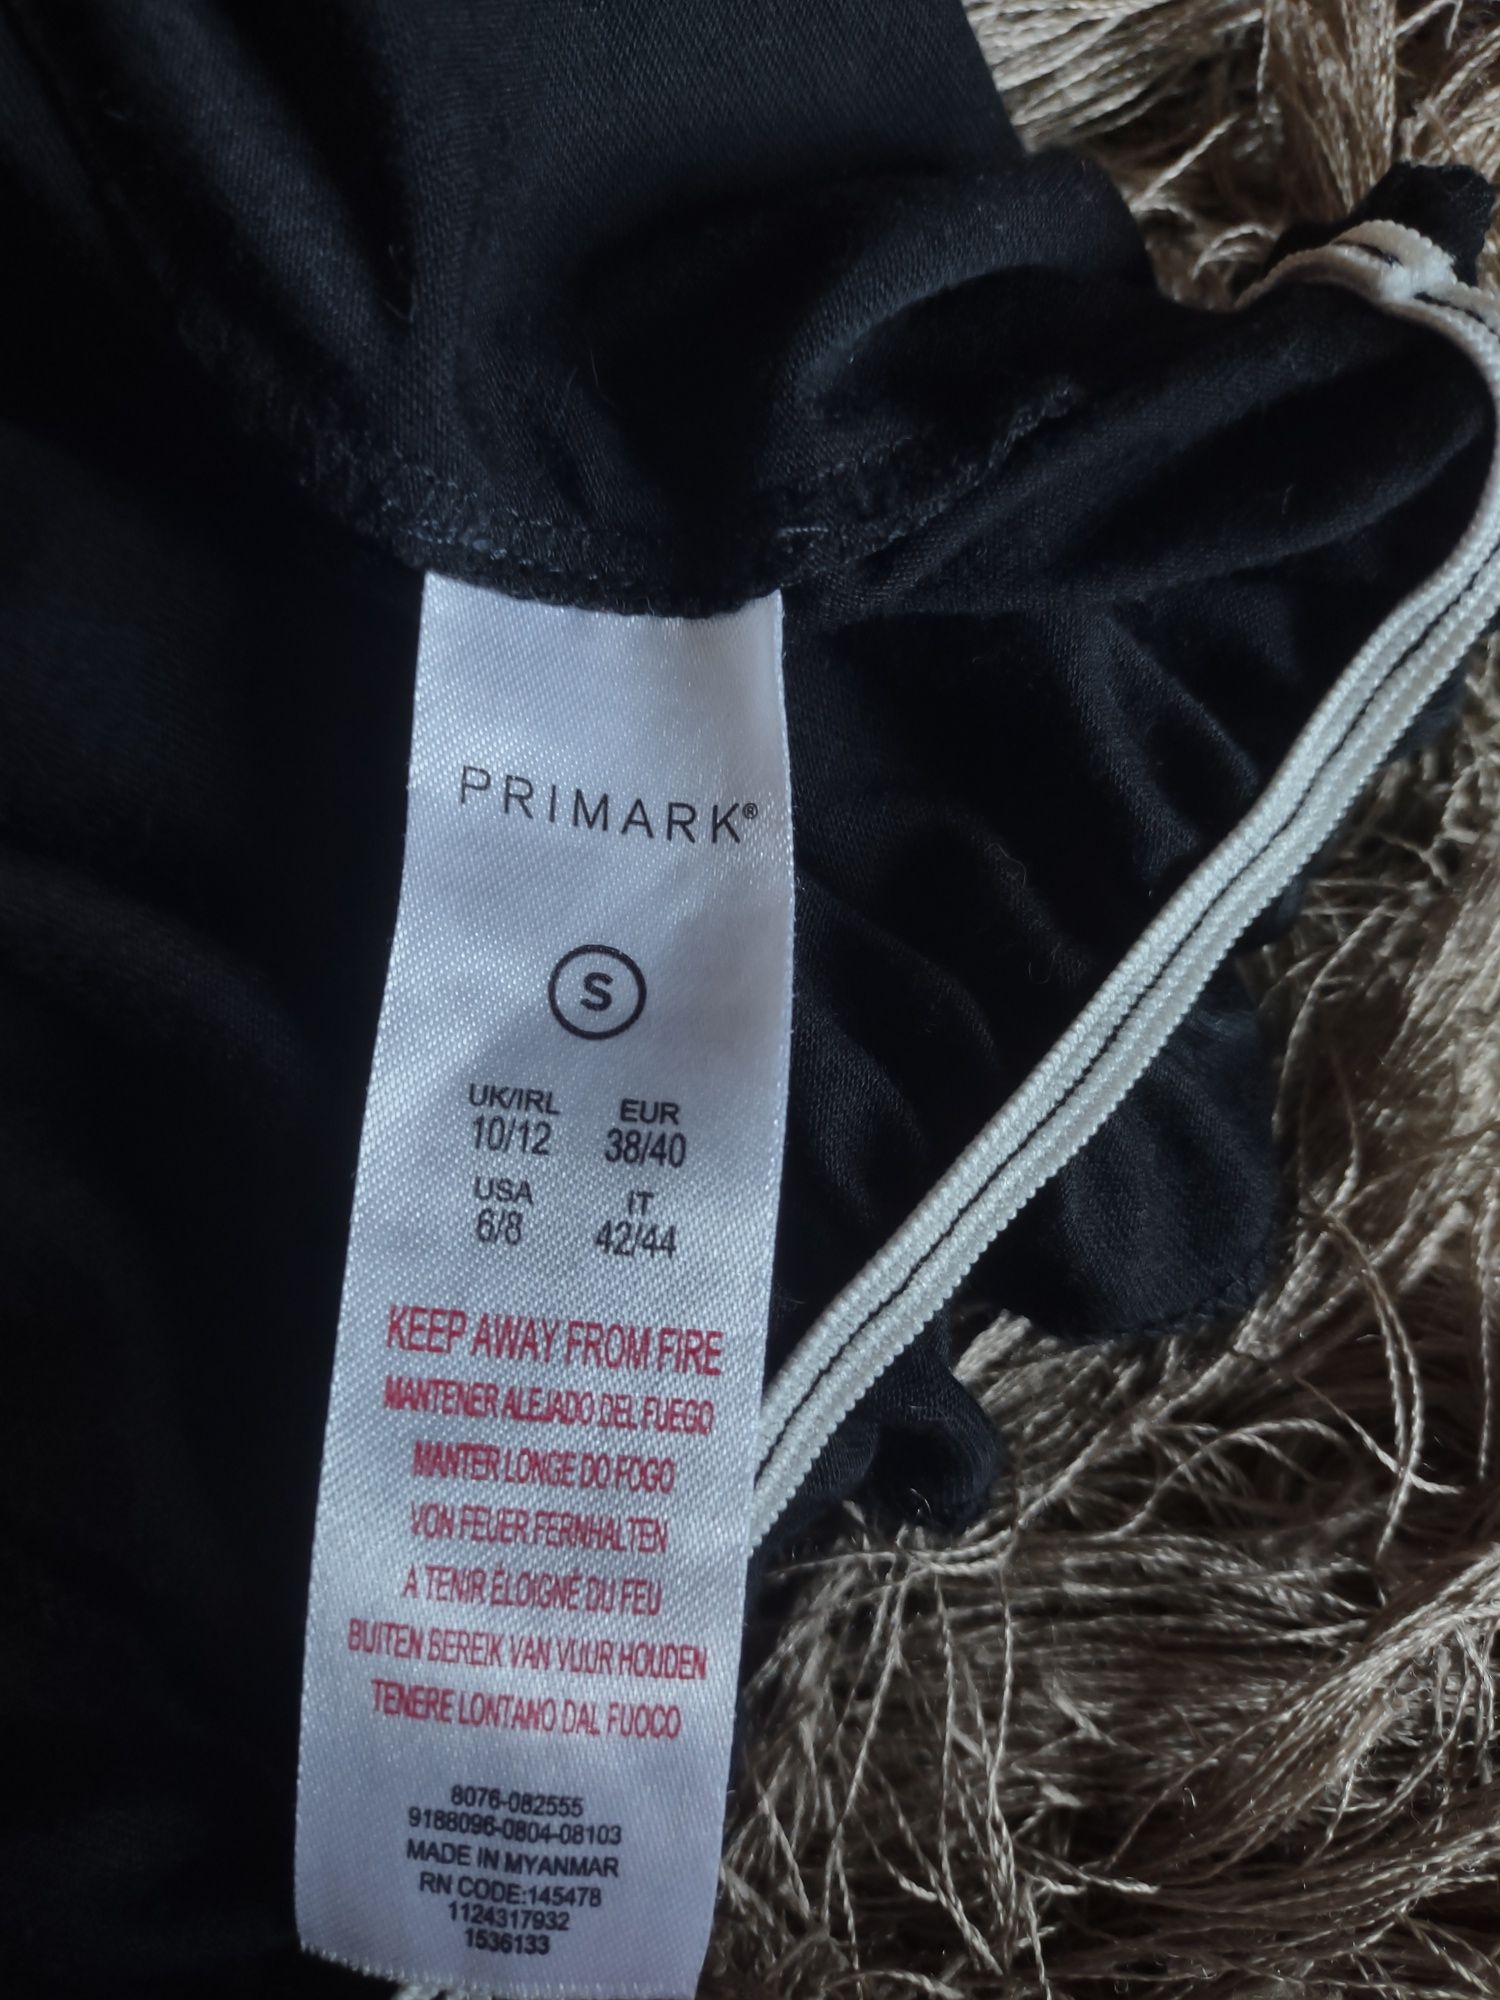 PRIMARK®
S
UK/IRL EUR
10/12 38/40
USA IT
6/8 42/44
KEEP AWAY FROM FIRE
MANTENER ALEJADO DEL FUEGO
MANTER LONGE DO FOGO
VON FEUER FERNHALTEN
A TENIR ÉLOIGNÉ DU FEU
BUITEN BEREIK VAN VUUR HOUDEN
TENERE LONTANO DAL FUOCO
8076-082555
9188096-0804-08103
MADE IN MYANMAR
RN CODE:145478
1124317932
1536133